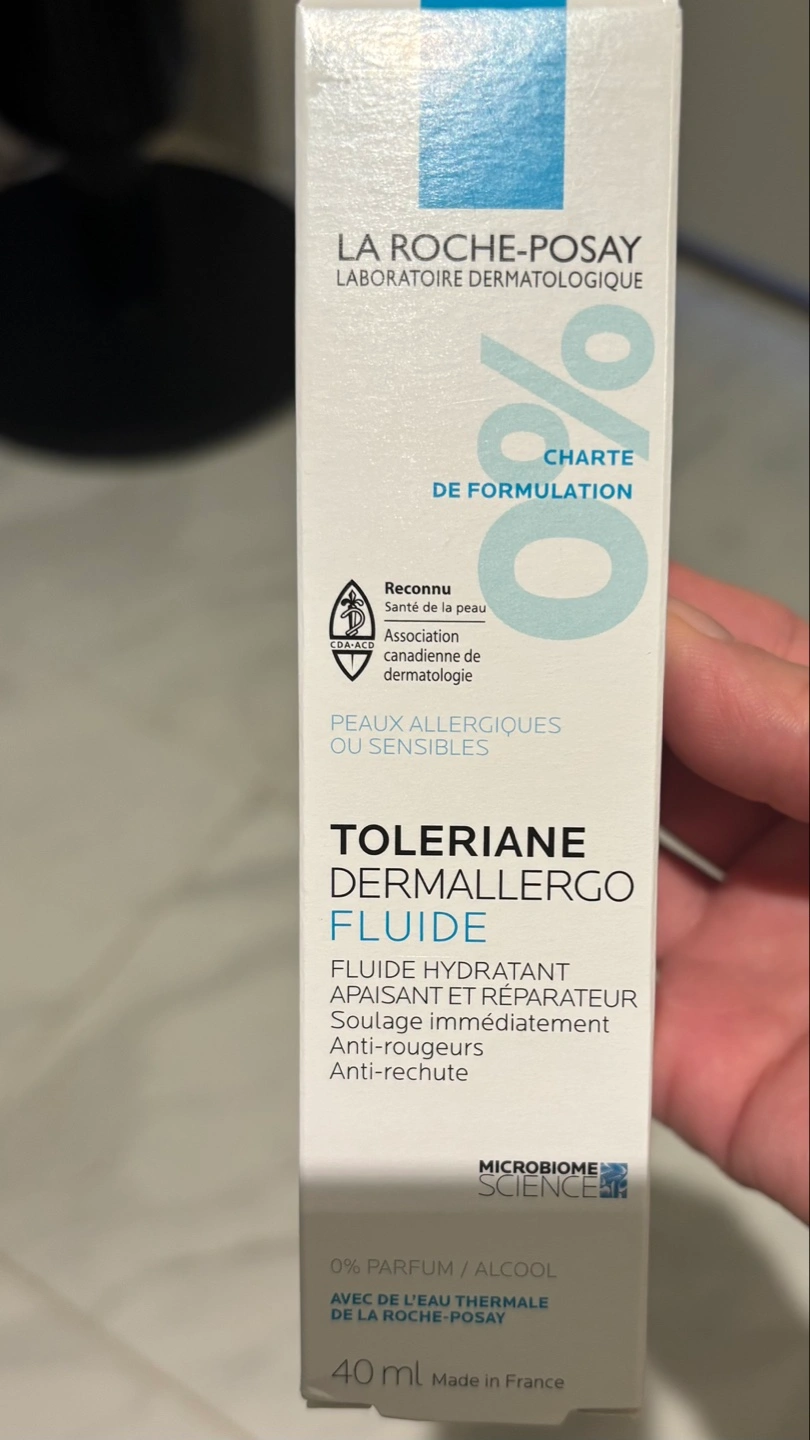 LA ROCHE-POSAY
LABORATOIRE DERMATOLOGIQUE
0%
CHARTE
DE FORMULATION
CDA•ACD
Reconnu
Santé de la peau
Association
canadienne de
dermatologie
PEAUX ALLERGIQUES
OU SENSIBLES
TOLERIANE
DERMALLERGO
FLUIDE
FLUIDE HYDRATANT
APAISANT ET RÉPARATEUR
Soulage immédiatement
Anti-rougeurs
Anti-rechute
MICROBIOME
SCIENCE
0% PARFUM / ALCOOL
AVEC DE L'EAU THERMALE
DE LA ROCHE-POSAY
40 ml Made in France